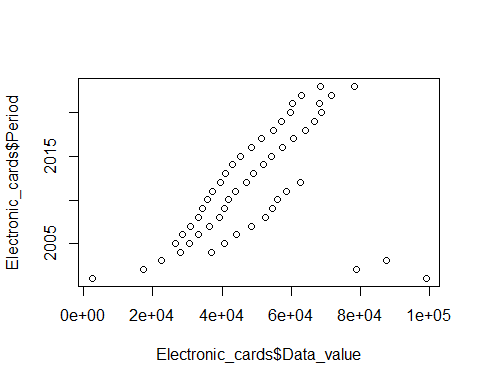 Electronic_cards$Period
2015
2005
0e+00 2e+04 4e+04 6e+04 8e+04 1e+05
Electronic_cards$Data_value